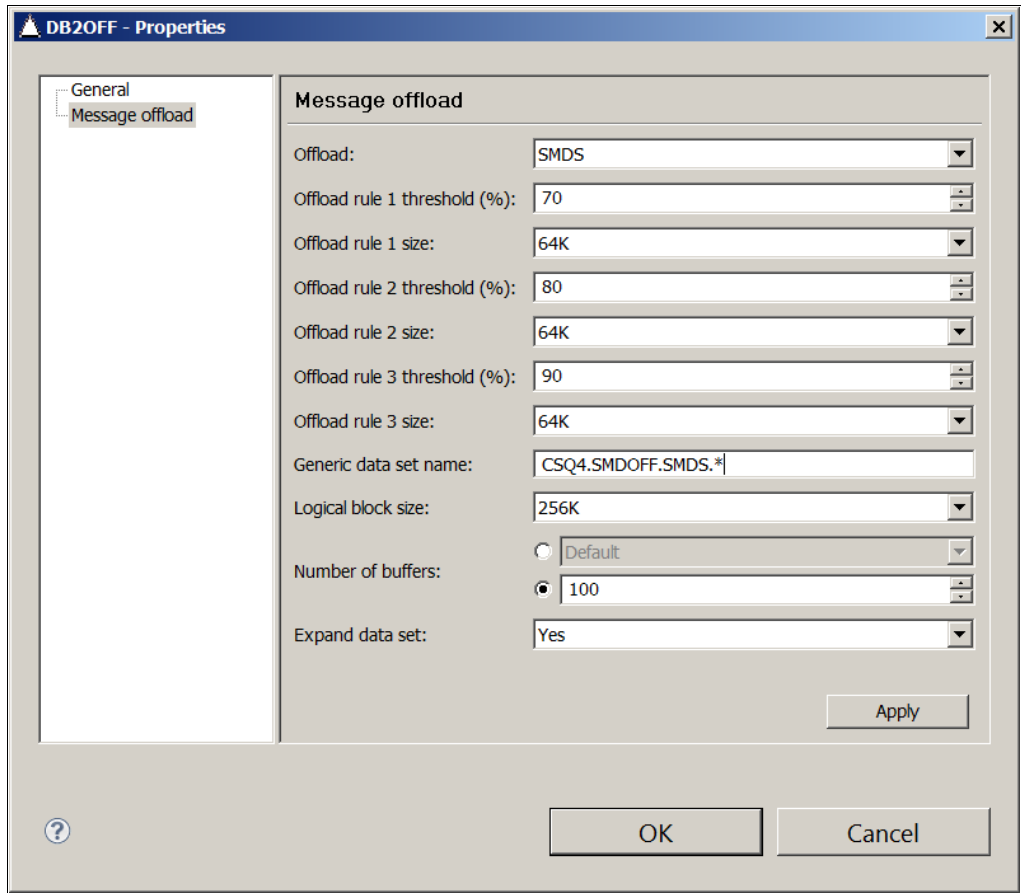 DB2OFF - Properties
General
Message offload
Message offload
Offload: SMDS
Offload rule 1 threshold (%): 70
Offload rule 1 size: 64K
Offload rule 2 threshold (%): 80
Offload rule 2 size: 64K
Offload rule 3 threshold (%): 90
Offload rule 3 size: 64K
Generic data set name: CSQ4.SMDOFF.SMDS.*
Logical block size: 256K
Default
Number of buffers:
100
Expand data set: Yes
Apply
? OK Cancel